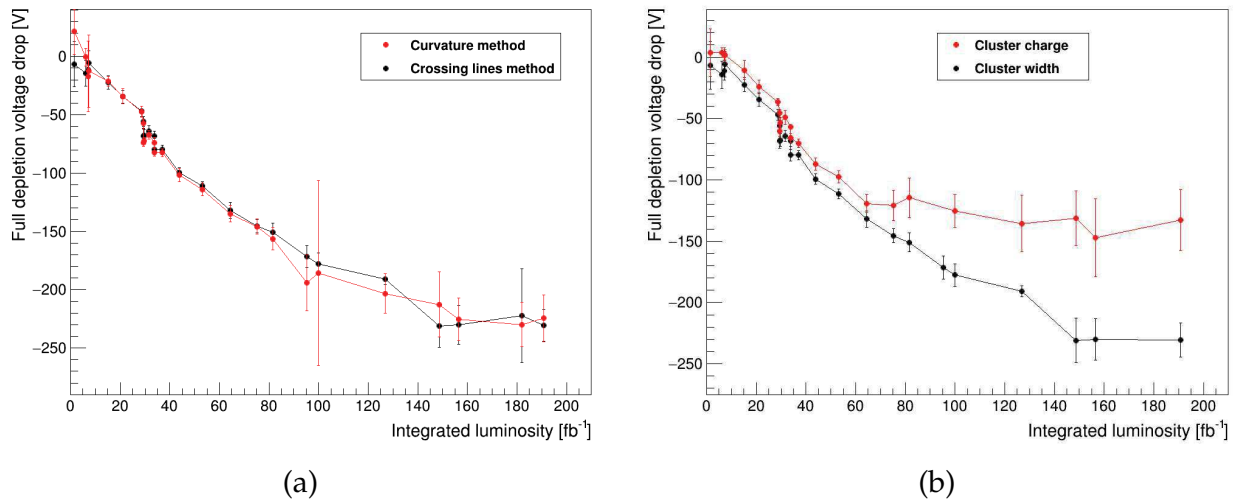 Full depletion voltage drop [V]
0
−50
−100
−150
−200
−250
Curvature method
Crossing lines method
0 20 40 60 80 100 120 140 160 180 200
Integrated luminosity [fb-1]
(a)
Full depletion voltage drop [V]
0
−50
−100
−150
−200
−250
Cluster charge
Cluster width
0 20 40 60 80 100 120 140 160 180 200
Integrated luminosity [fb-1]
(b)